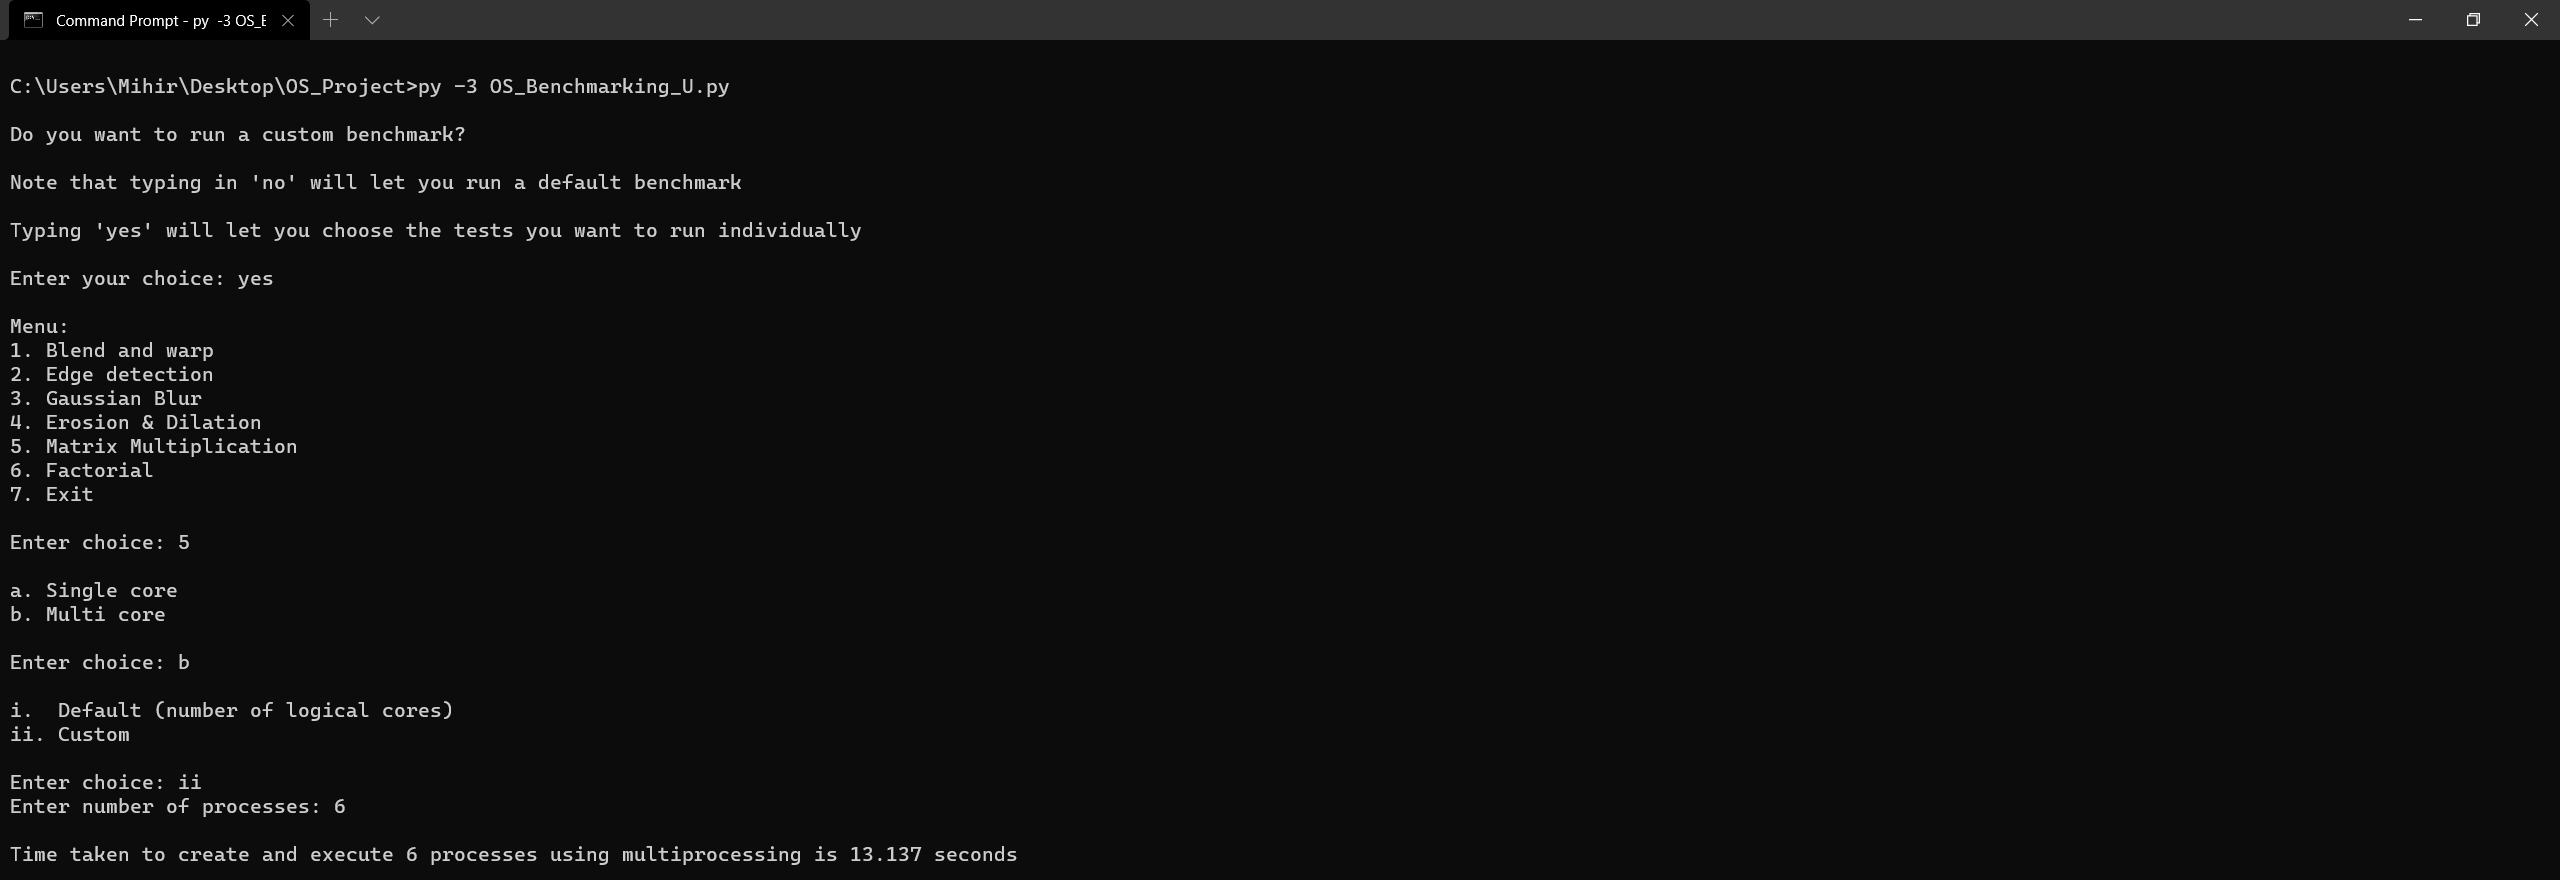 Command Prompt - py  -3 OS_E
C:\Users\Mihir\Desktop\OS_Project>py -3 OS_Benchmarking_U.py
Do you want to run a custom benchmark?
Note that typing in 'no' will let you run a default benchmark
Typing 'yes' will let you choose the tests you want to run individually
Enter your choice: yes
Menu:
1. Blend and warp
2. Edge detection
3. Gaussian Blur
4. Erosion & Dilation
5. Matrix Multiplication
6. Factorial
7. Exit
Enter choice: 5
a. Single core
b. Multi core
Enter choice: b
i.  Default (number of logical cores)
ii. Custom
Enter choice: ii
Enter number of processes: 6
Time taken to create and execute 6 processes using multiprocessing is 13.137 seconds